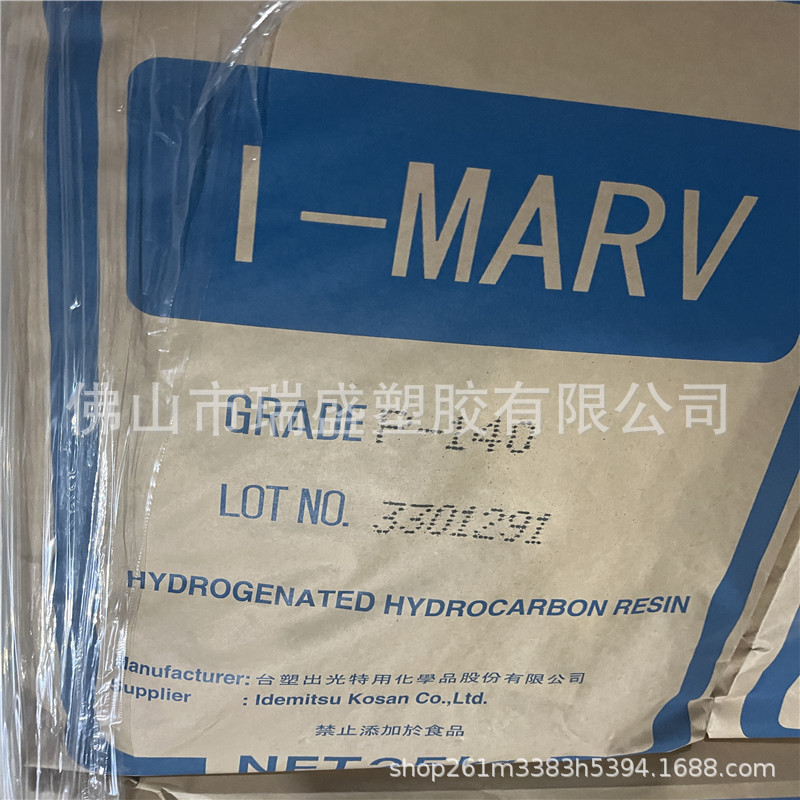 I-MARV
佛山市瑞盛塑胶有限公司
GRADE P-140
LOT NO. 3301291
HYDROGENATED HYDROCARBON RESIN
Manufacturer: 台塑出光特用化學品股份有限公司
Supplier : Idemitsu Kosan Co.,Ltd.
禁止添加於食品
NET
shop261m3383h5394.1688.com